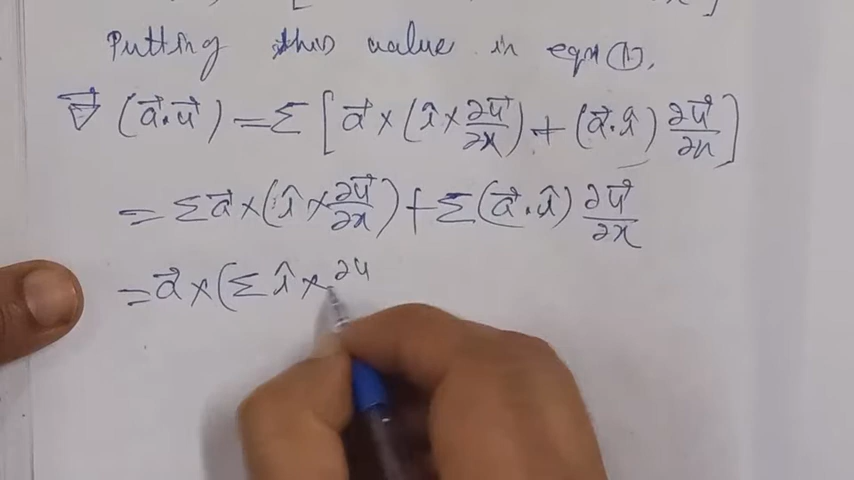 Putting this value in eqn ①.
∇⃗ (a⃗·u⃗) = Σ [a⃗ × (î × ∂u⃗/∂x) + (a⃗·î) ∂u⃗/∂x]
= Σ a⃗ × (î × ∂u⃗/∂x) + Σ (a⃗·î) ∂u⃗/∂x
= a⃗ × (Σ î × ∂u